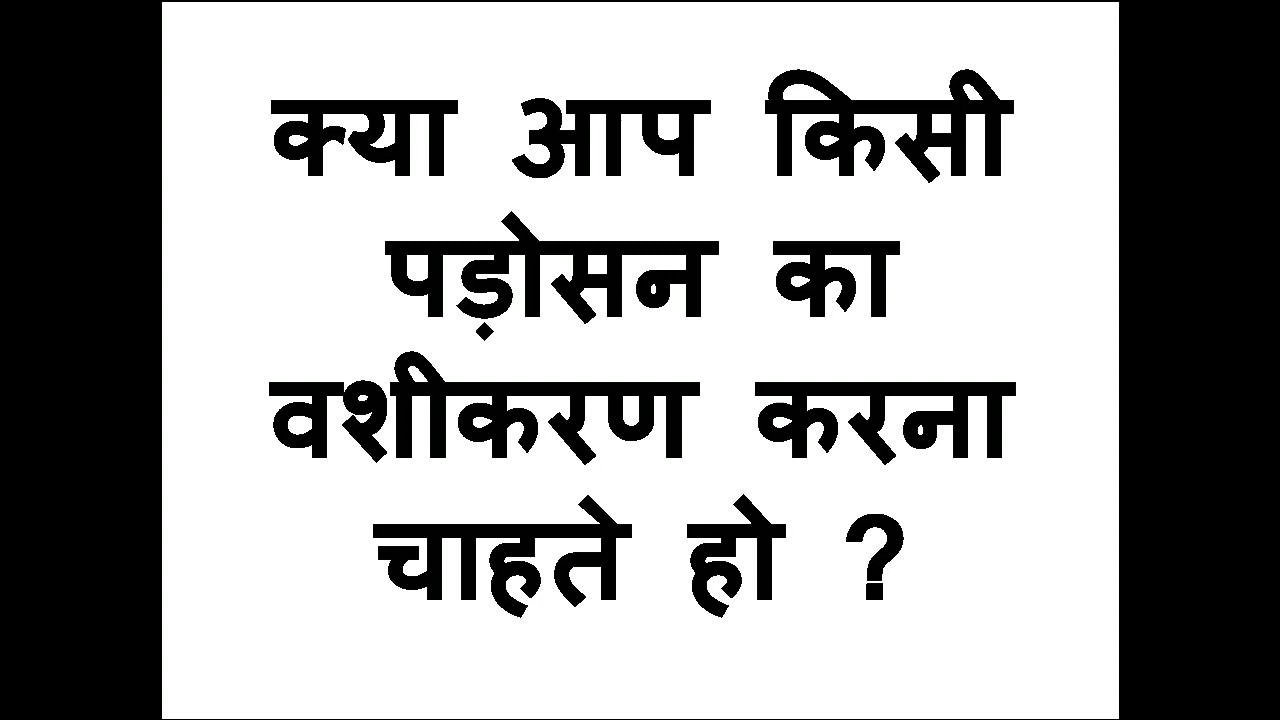 क्या आप किसी
पड़ोसन का
वशीकरण करना
चाहते हो ?